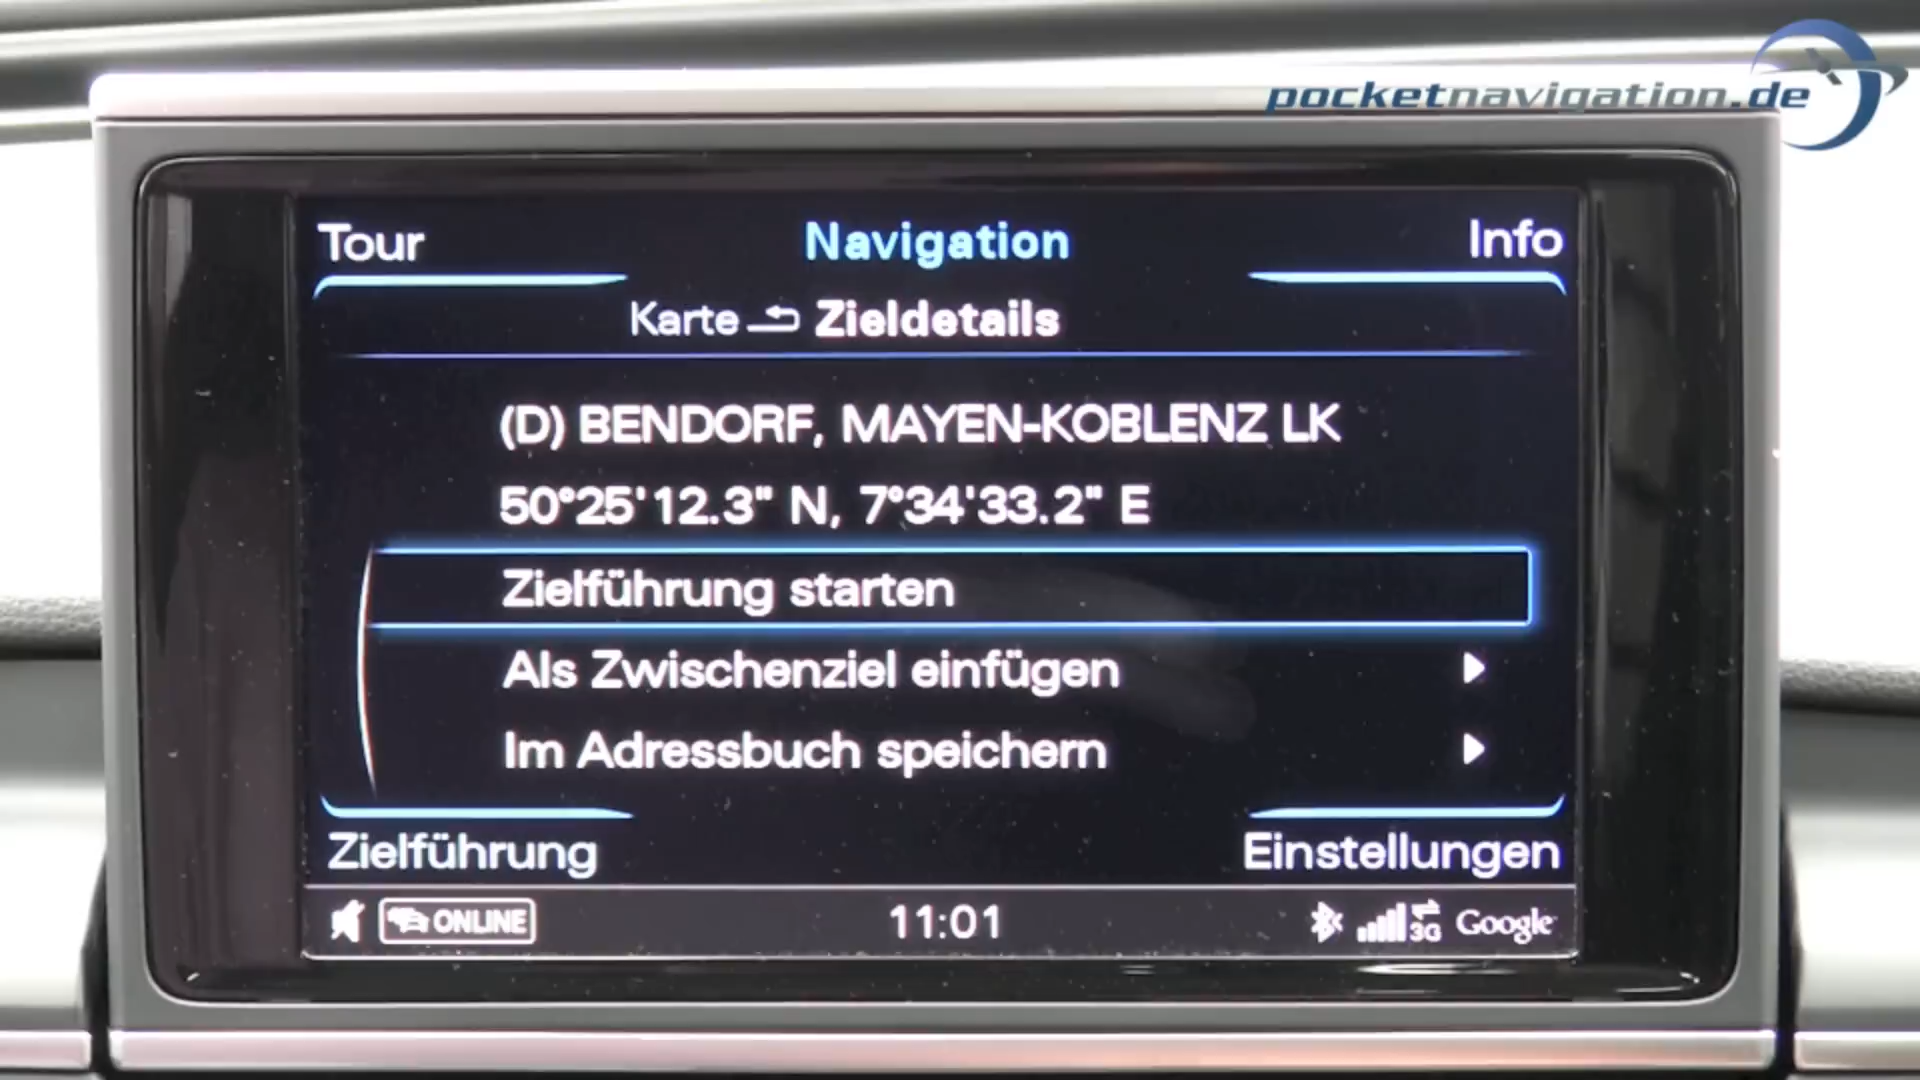 pocketnavigation.de
Tour Navigation Info
Karte Zieldetails
(D) BENDORF, MAYEN-KOBLENZ LK
50°25'12.3" N, 7°34'33.2" E
Zielführung starten
Als Zwischenziel einfügen
Im Adressbuch speichern
Zielführung Einstellungen
ONLINE 11:01 3G Google